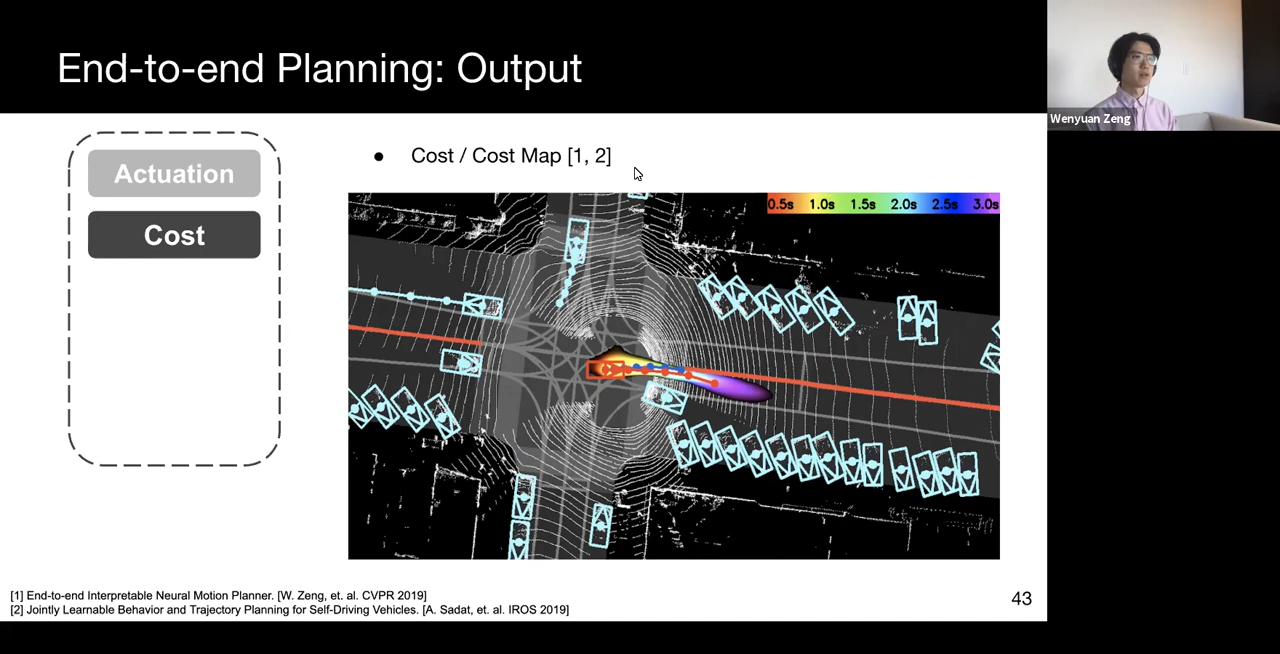 End-to-end Planning: Output
Wenyuan Zeng
Actuation
Cost
● Cost / Cost Map [1, 2]
0.5s 1.0s 1.5s 2.0s 2.5s 3.0s
[1] End-to-end Interpretable Neural Motion Planner. [W. Zeng, et. al. CVPR 2019]
[2] Jointly Learnable Behavior and Trajectory Planning for Self-Driving Vehicles. [A. Sadat, et. al. IROS 2019]
43